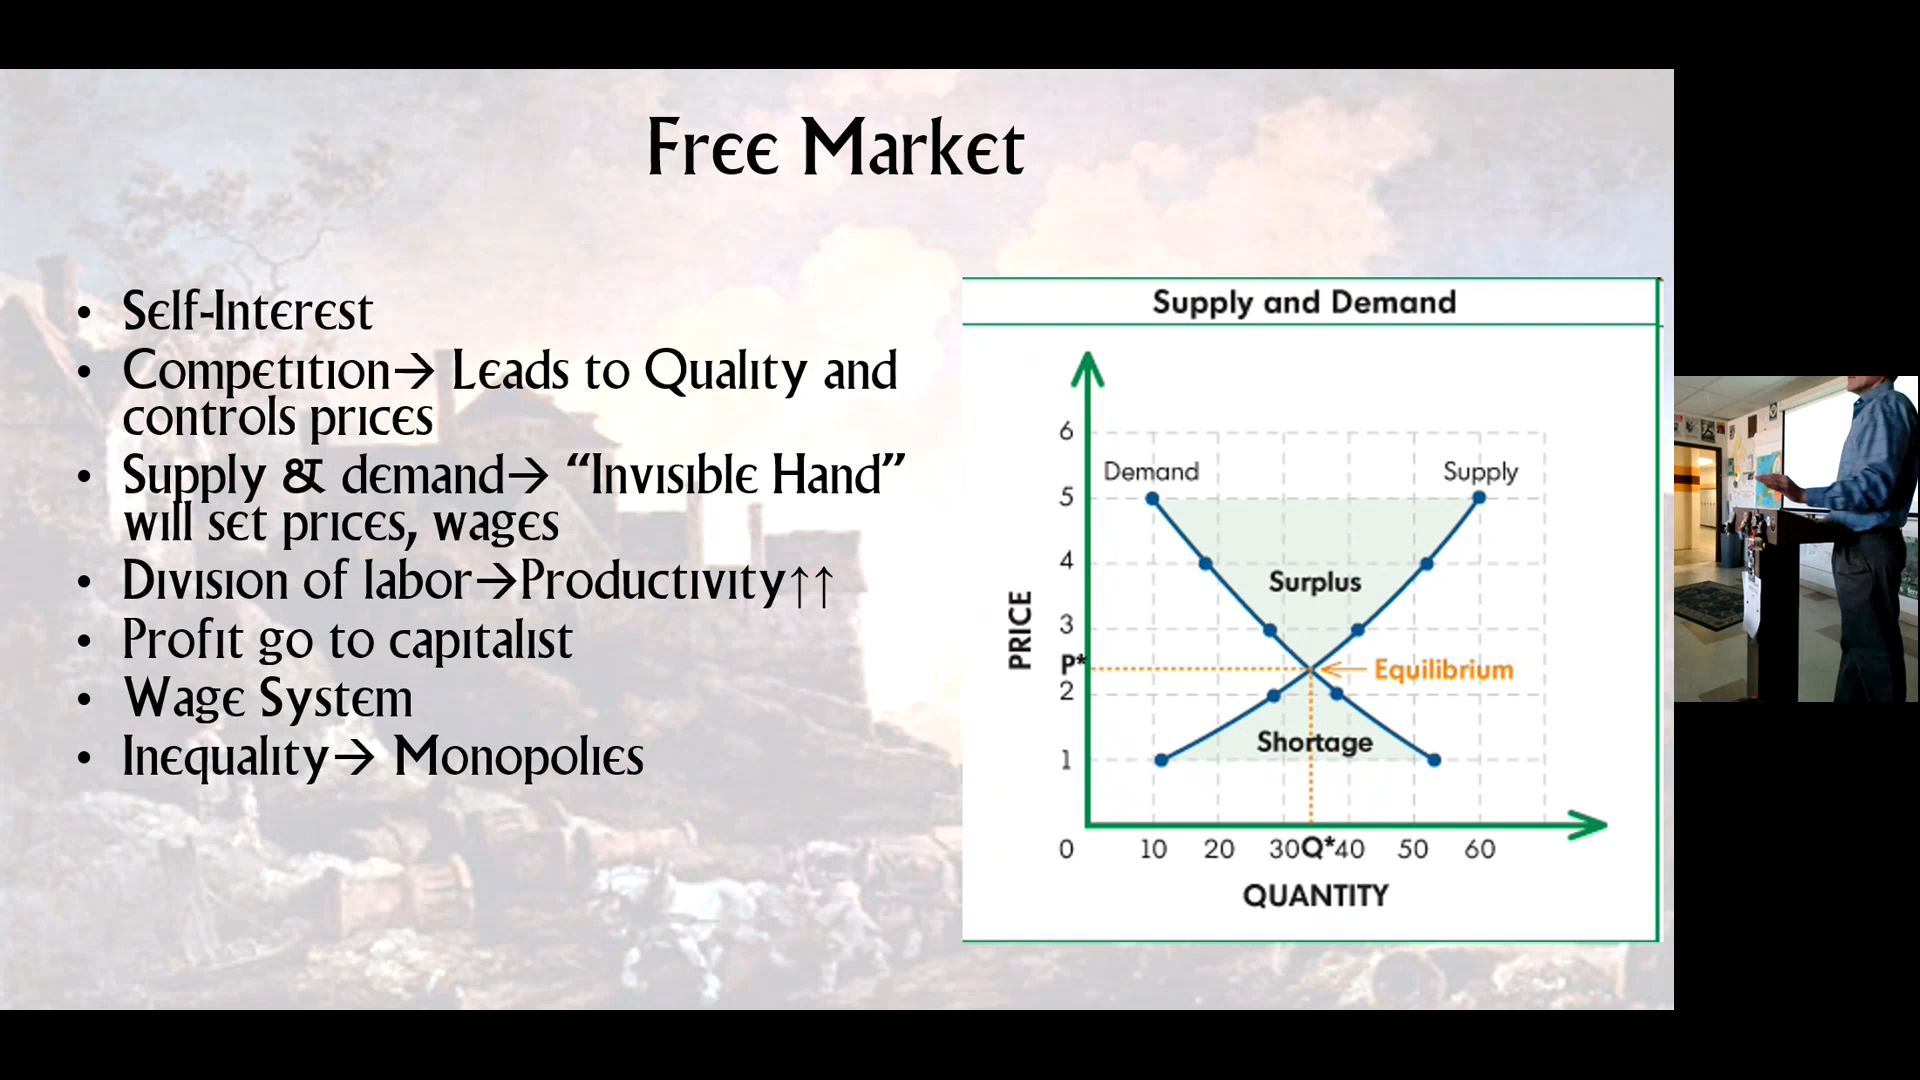 Free Market
• Self-Interest
• Competition→ Leads to Quality and
controls prices
• Supply & demand→ “Invisible Hand”
will set prices, wages
• Division of labor→Productivity↑↑
• Profit go to capitalist
• Wage System
• Inequality→ Monopolies
Supply and Demand
6
Demand
Supply
5
4
Surplus
3
PRICE
P*
Equilibrium
2
Shortage
1
0 10 20 30 Q* 40 50 60
QUANTITY